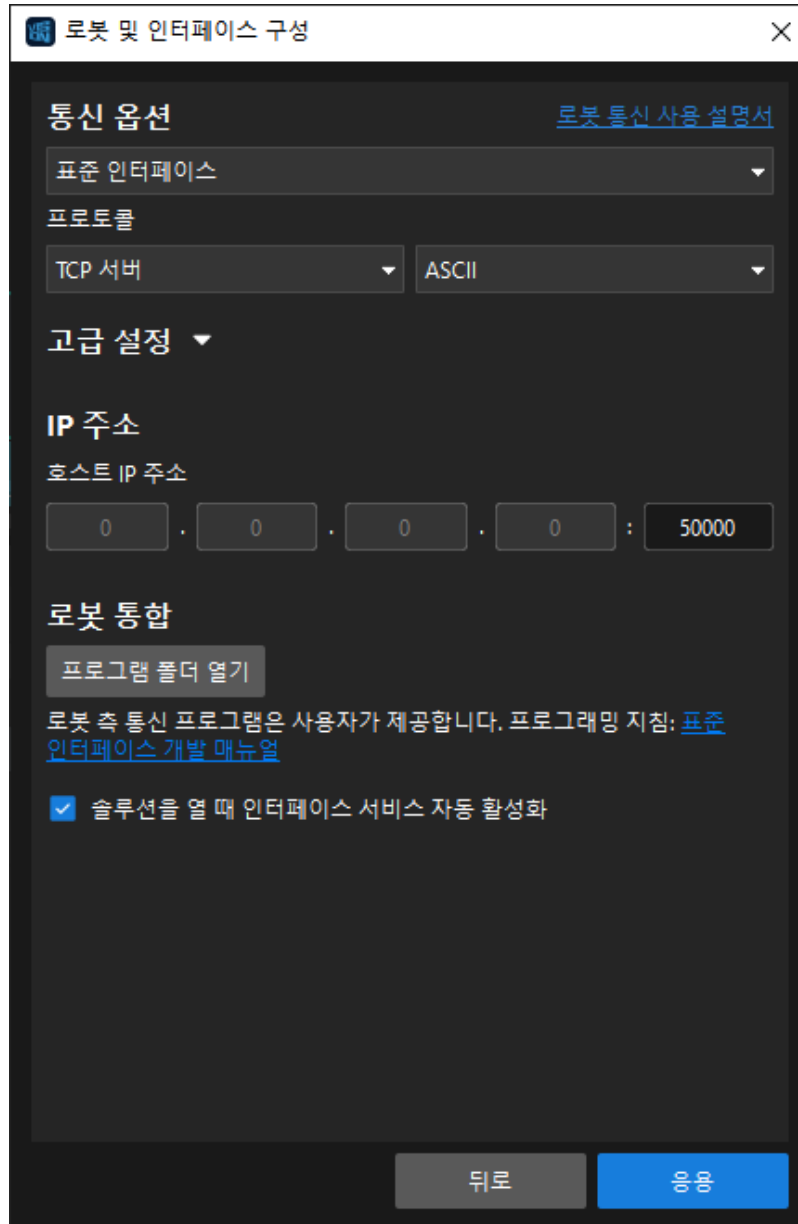 로봇 및 인터페이스 구성
통신 옵션
로봇 통신 사용 설명서
표준 인터페이스
프로토콜
TCP 서버
ASCII
고급 설정
IP 주소
호스트 IP 주소
0 . 0 . 0 . 0 : 50000
로봇 통합
프로그램 폴더 열기
로봇 측 통신 프로그램은 사용자가 제공합니다. 프로그래밍 지침: 표준
인터페이스 개발 매뉴얼
솔루션을 열 때 인터페이스 서비스 자동 활성화
뒤로
응용